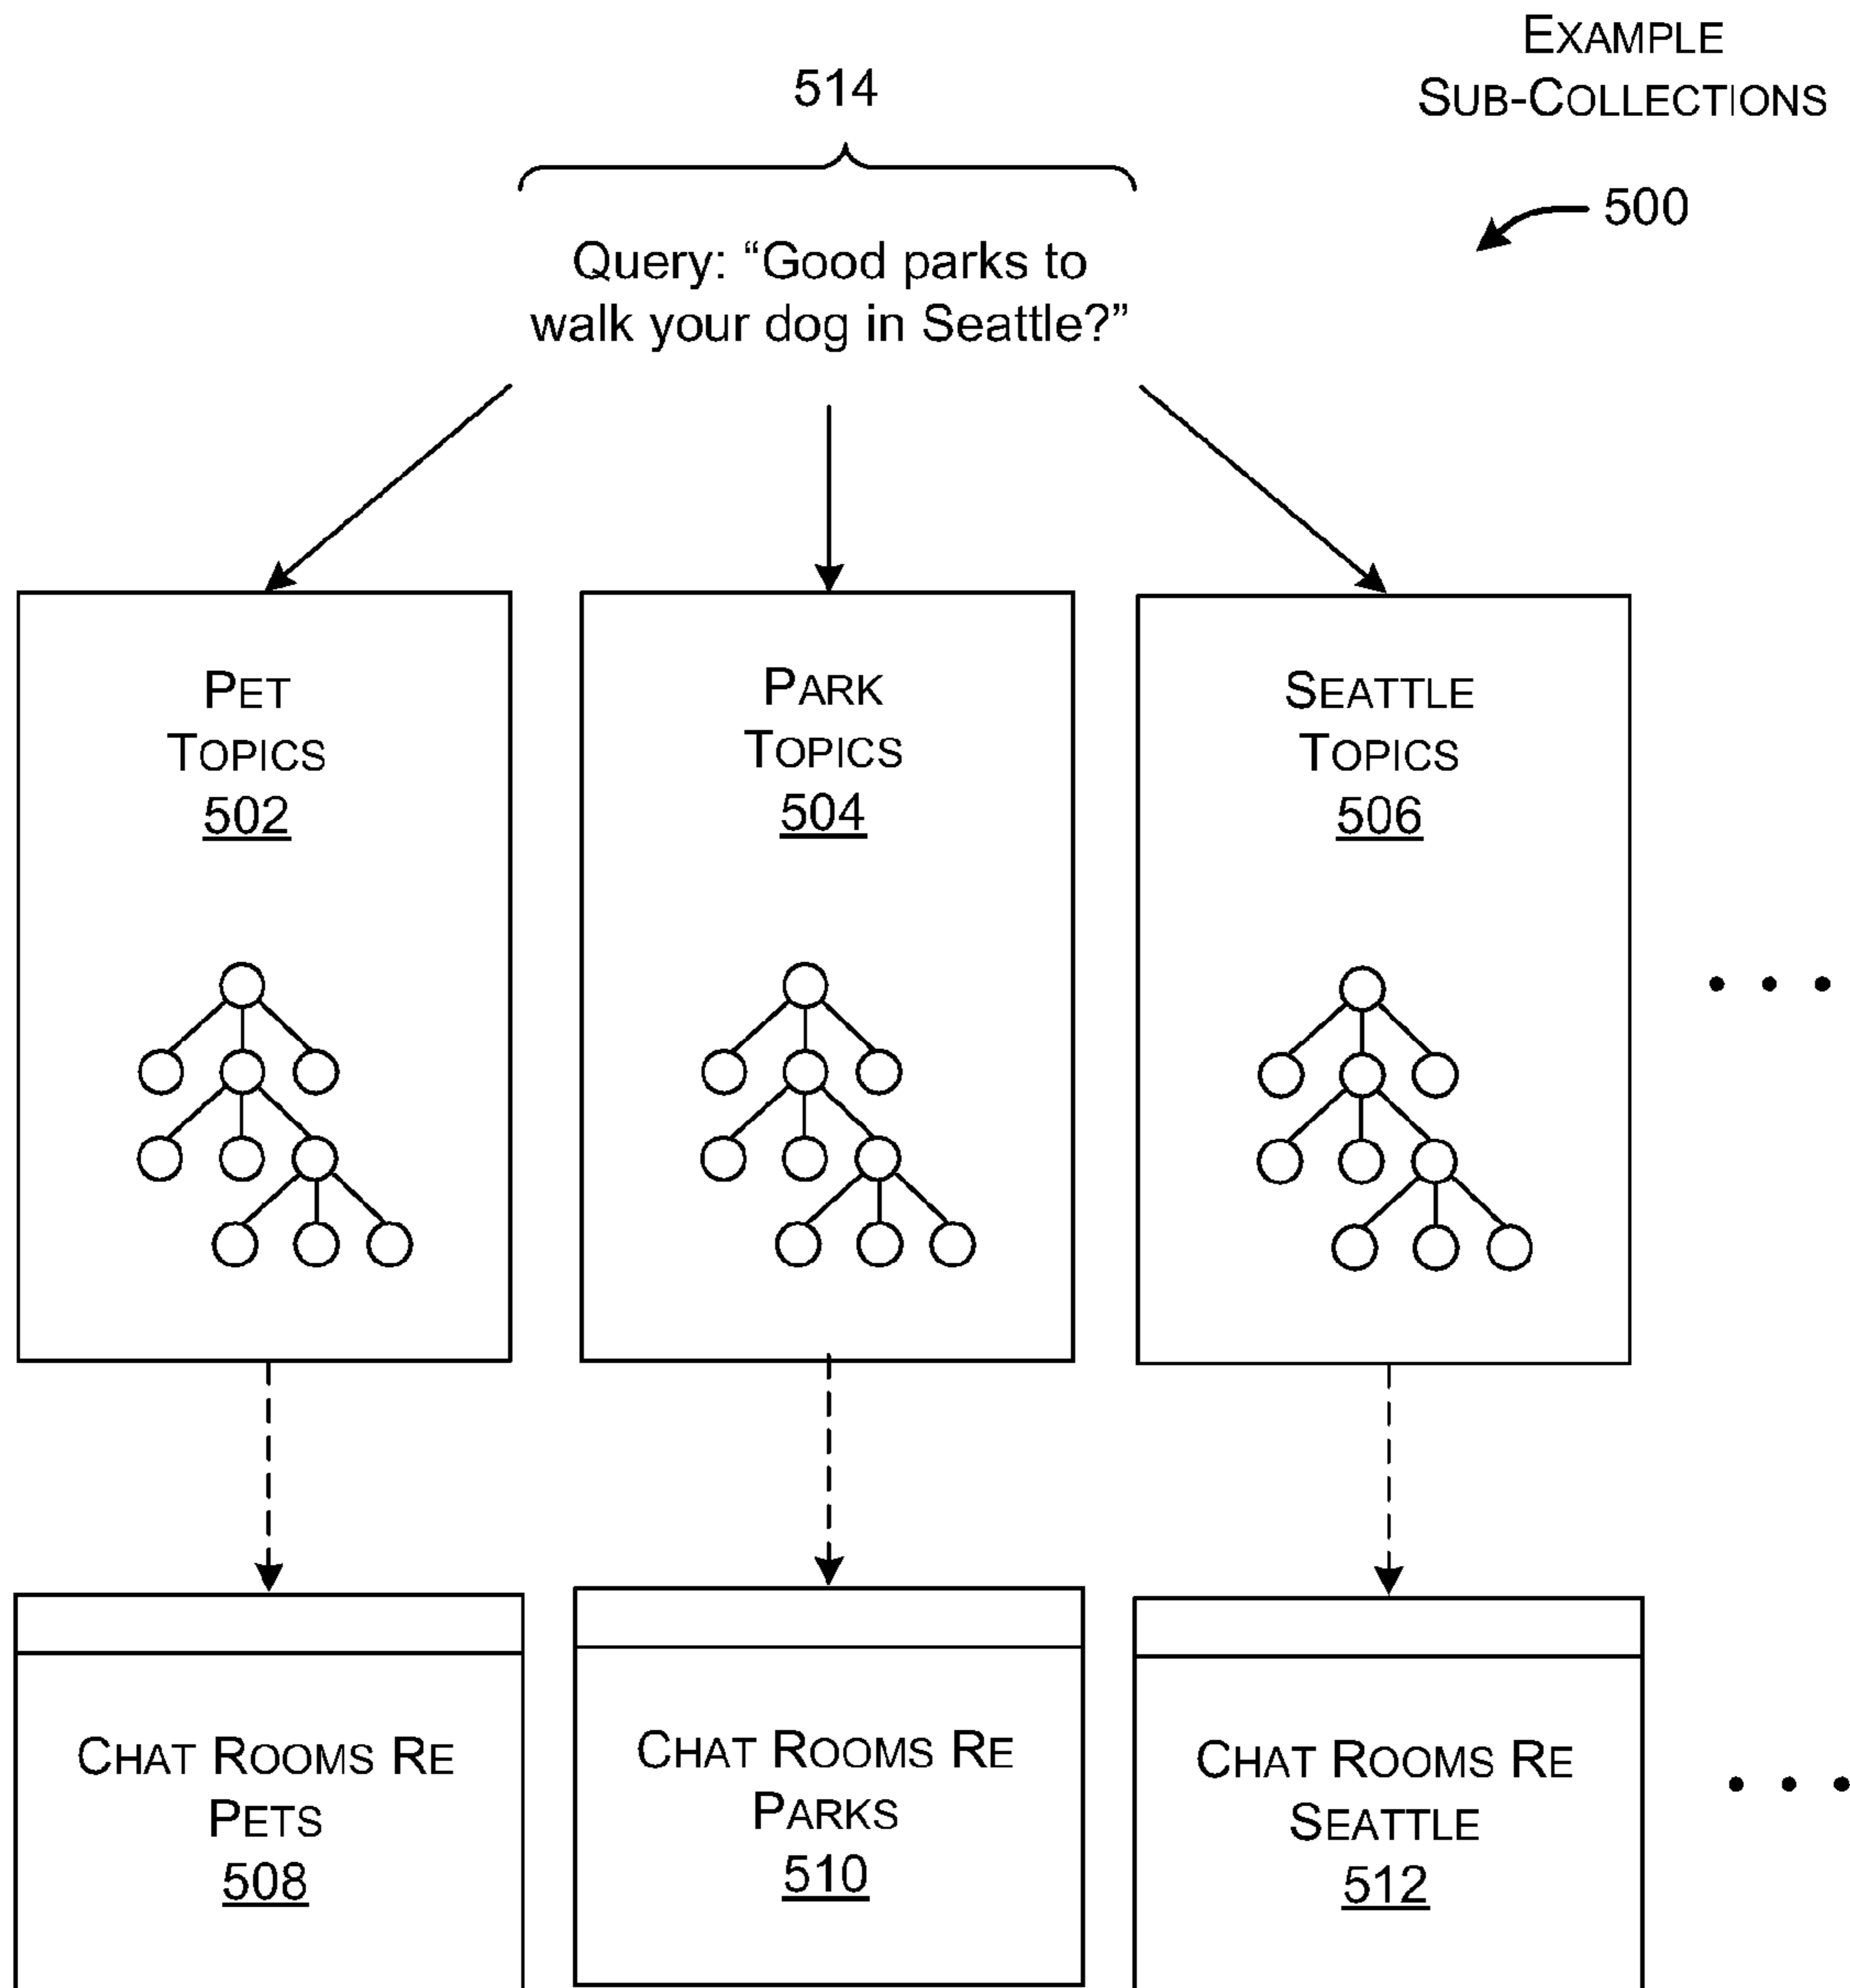 EXAMPLE
SUB-COLLECTIONS
514
500
Query: “Good parks to
walk your dog in Seattle?”
PET
TOPICS
502
PARK
TOPICS
504
SEATTLE
TOPICS
506
CHAT ROOMS RE
PETS
508
CHAT ROOMS RE
PARKS
510
CHAT ROOMS RE
SEATTLE
512